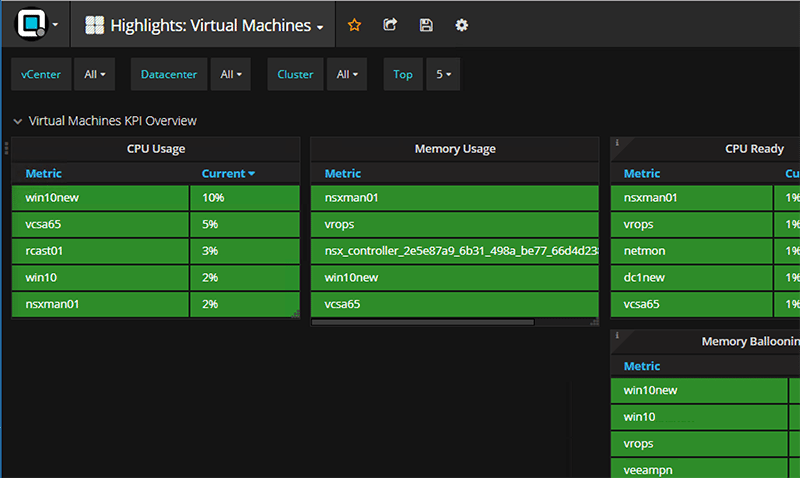 Highlights: Virtual Machines
vCenter All Datacenter All Cluster All Top 5
Virtual Machines KPI Overview
CPU Usage
Metric Current
win10new 10%
vcsa65 5%
rcast01 3%
win10 2%
nsxman01 2%
Memory Usage
Metric
nsxman01
vrops
nsx_controller_2e5e87a9_6b31_498a_be77_66d4d23
win10new
vcsa65
i
CPU Ready
Metric Cu
nsxman01 1%
vrops 1%
netmon 1%
dc1new 1%
vcsa65 1%
i
Memory Balloonin
Metric
win10new
win10
vrops
veeampn